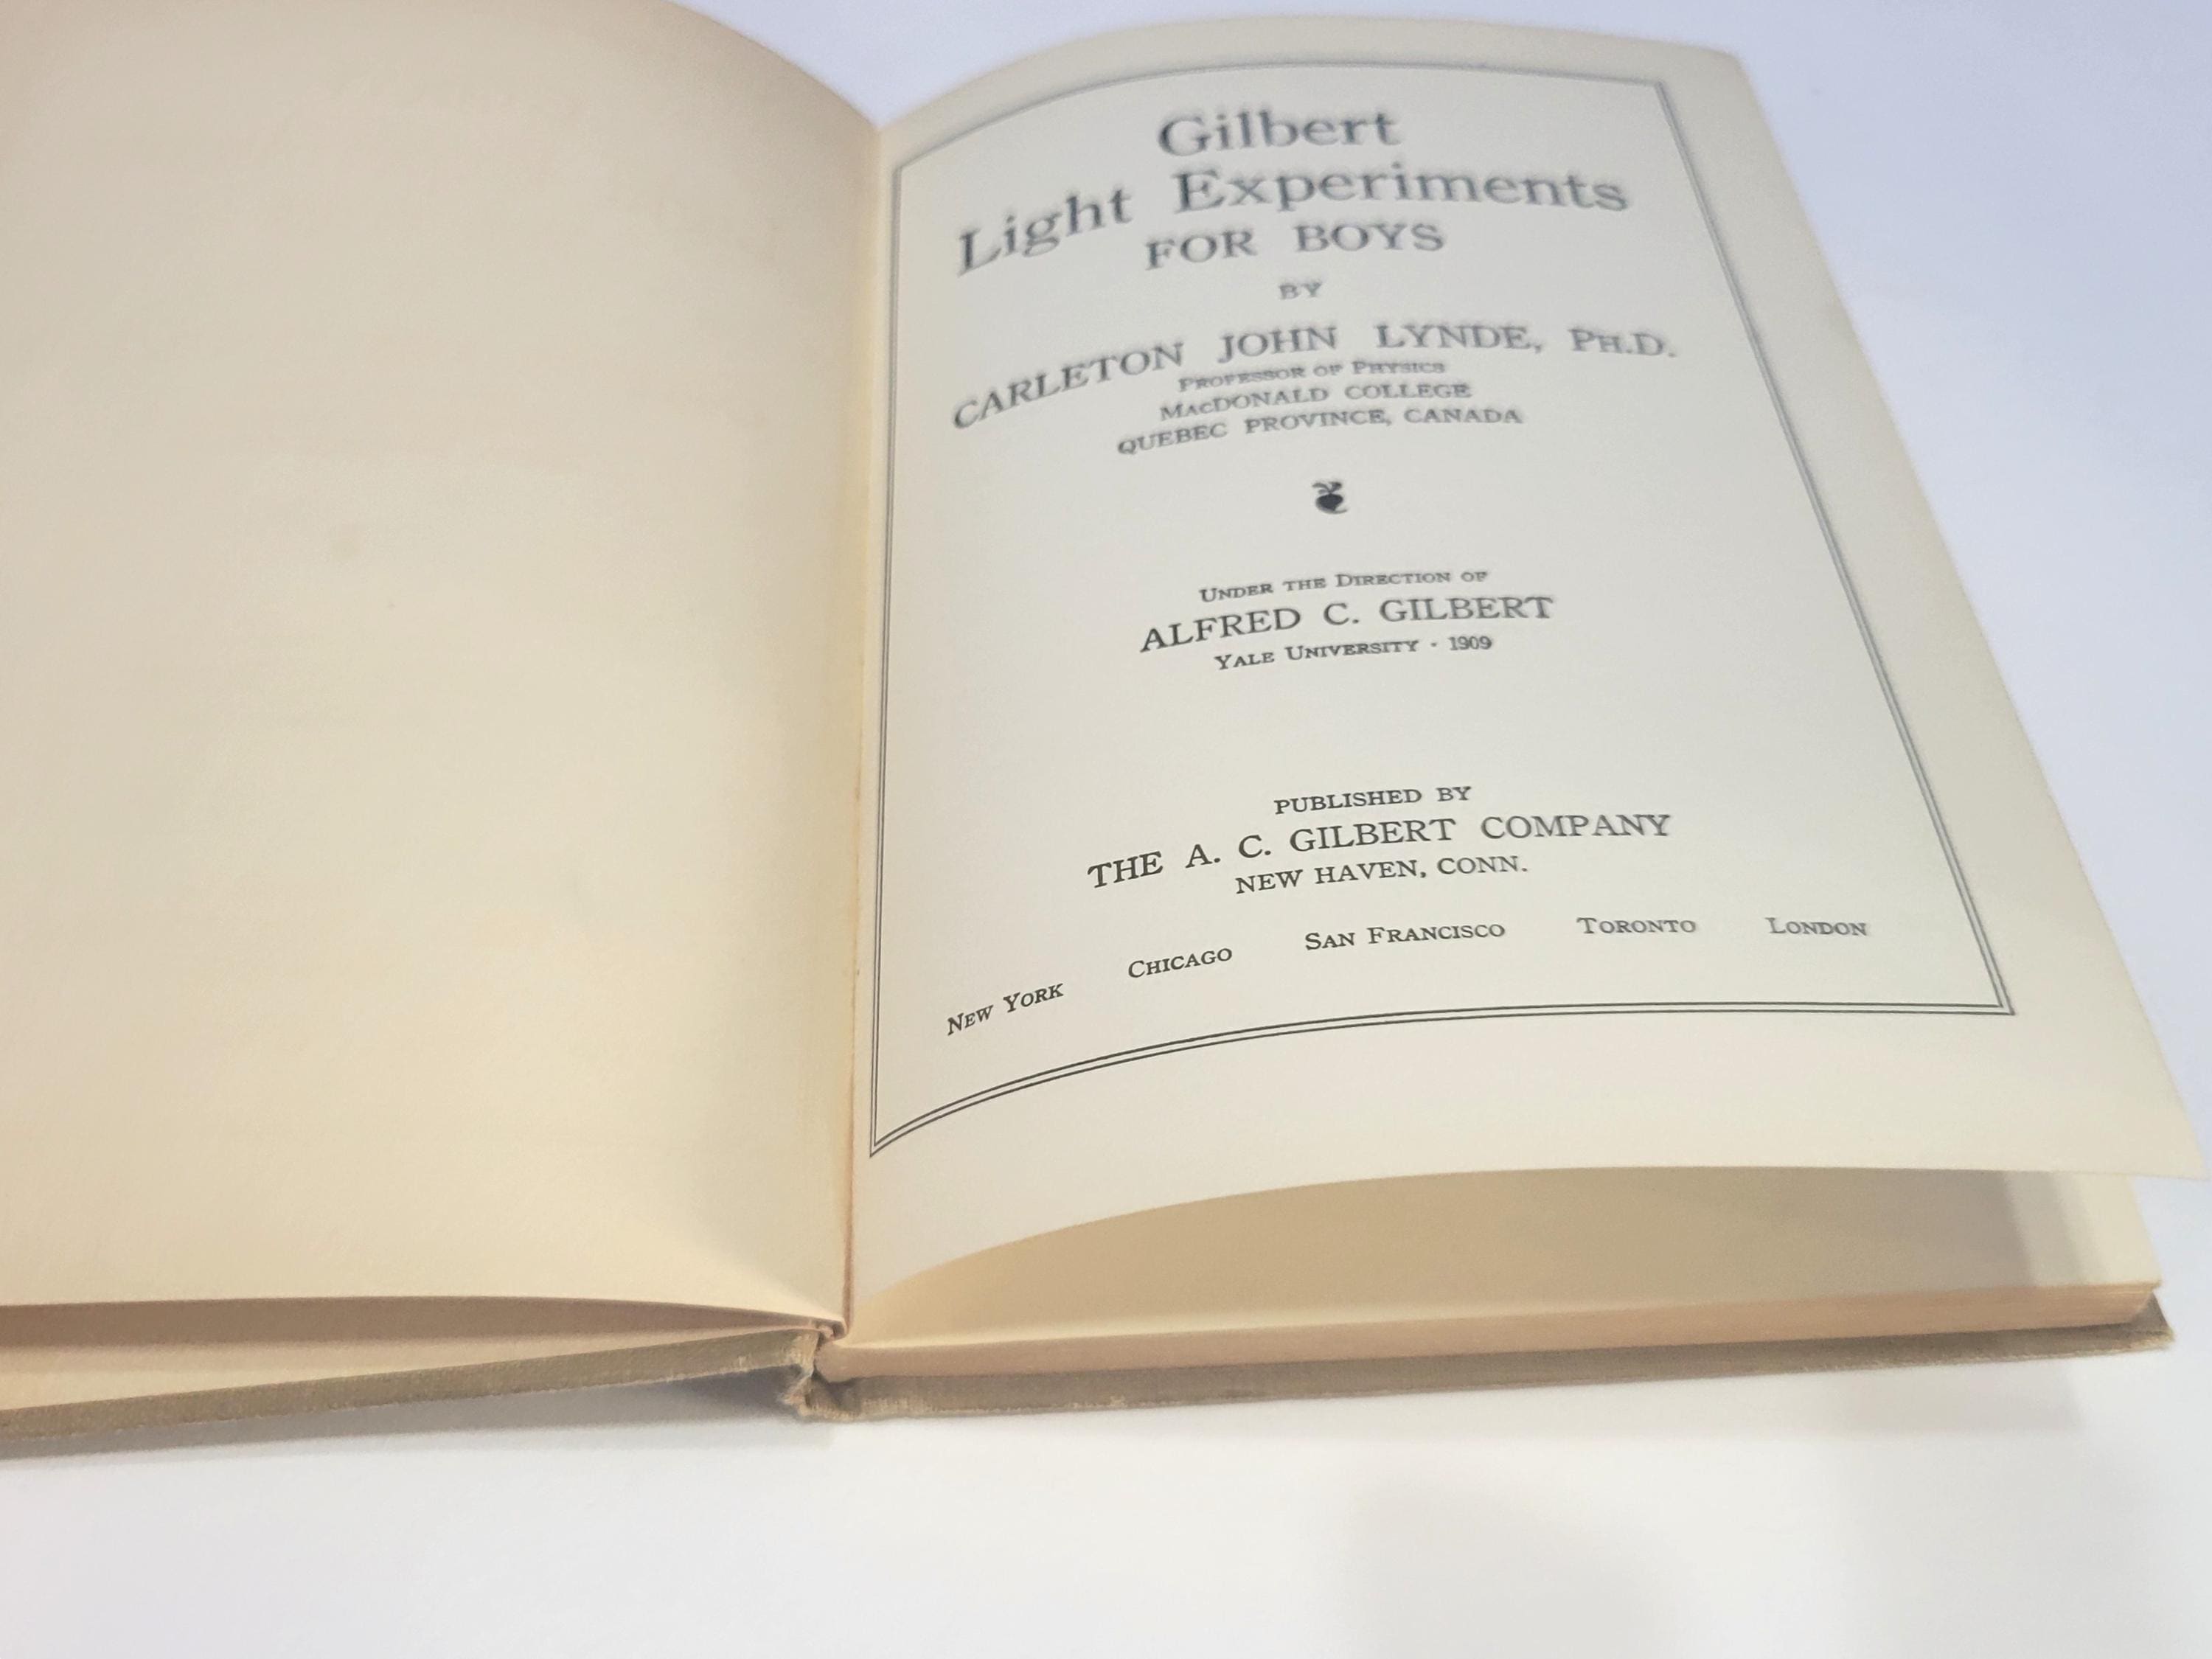 Gilbert
Light Experiments
FOR BOYS
BY
CARLETON JOHN LYNDE, PH.D.
PROFESSOR OF PHYSICS
MACDONALD COLLEGE
QUEBEC PROVINCE, CANADA
UNDER THE DIRECTION OF
ALFRED C. GILBERT
YALE UNIVERSITY · 1909
PUBLISHED BY
THE A. C. GILBERT COMPANY
NEW HAVEN, CONN.
NEW YORK CHICAGO SAN FRANCISCO TORONTO LONDON